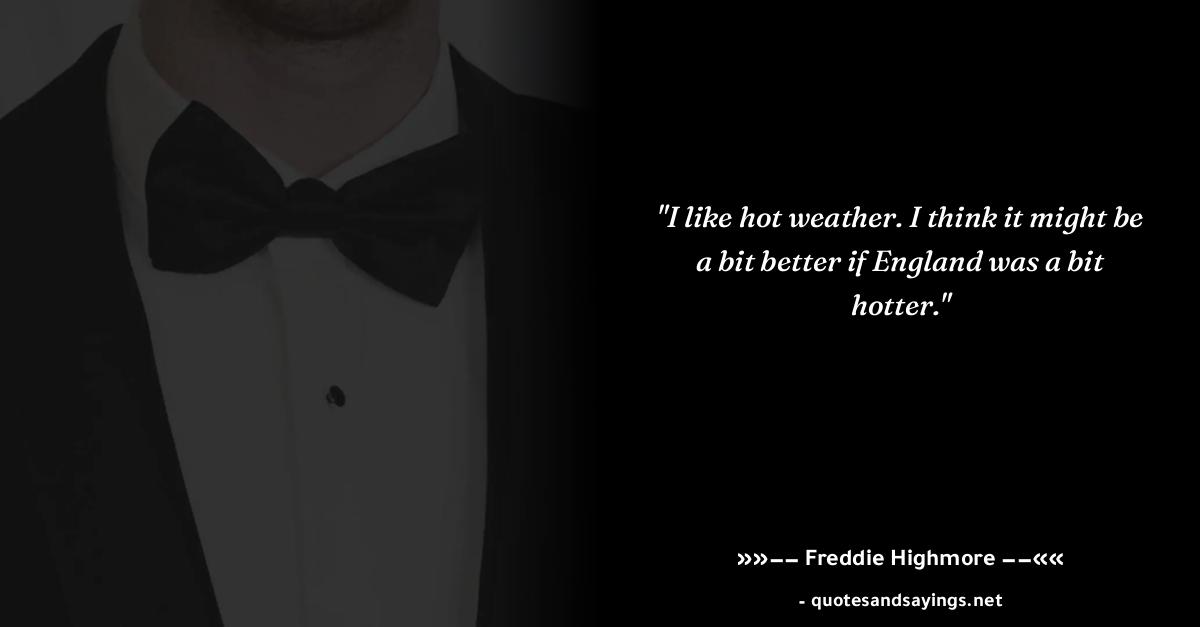 "I like hot weather. I think it might be
a bit better if England was a bit
hotter."
»»–– Freddie Highmore ––««
- quotesandsayings.net